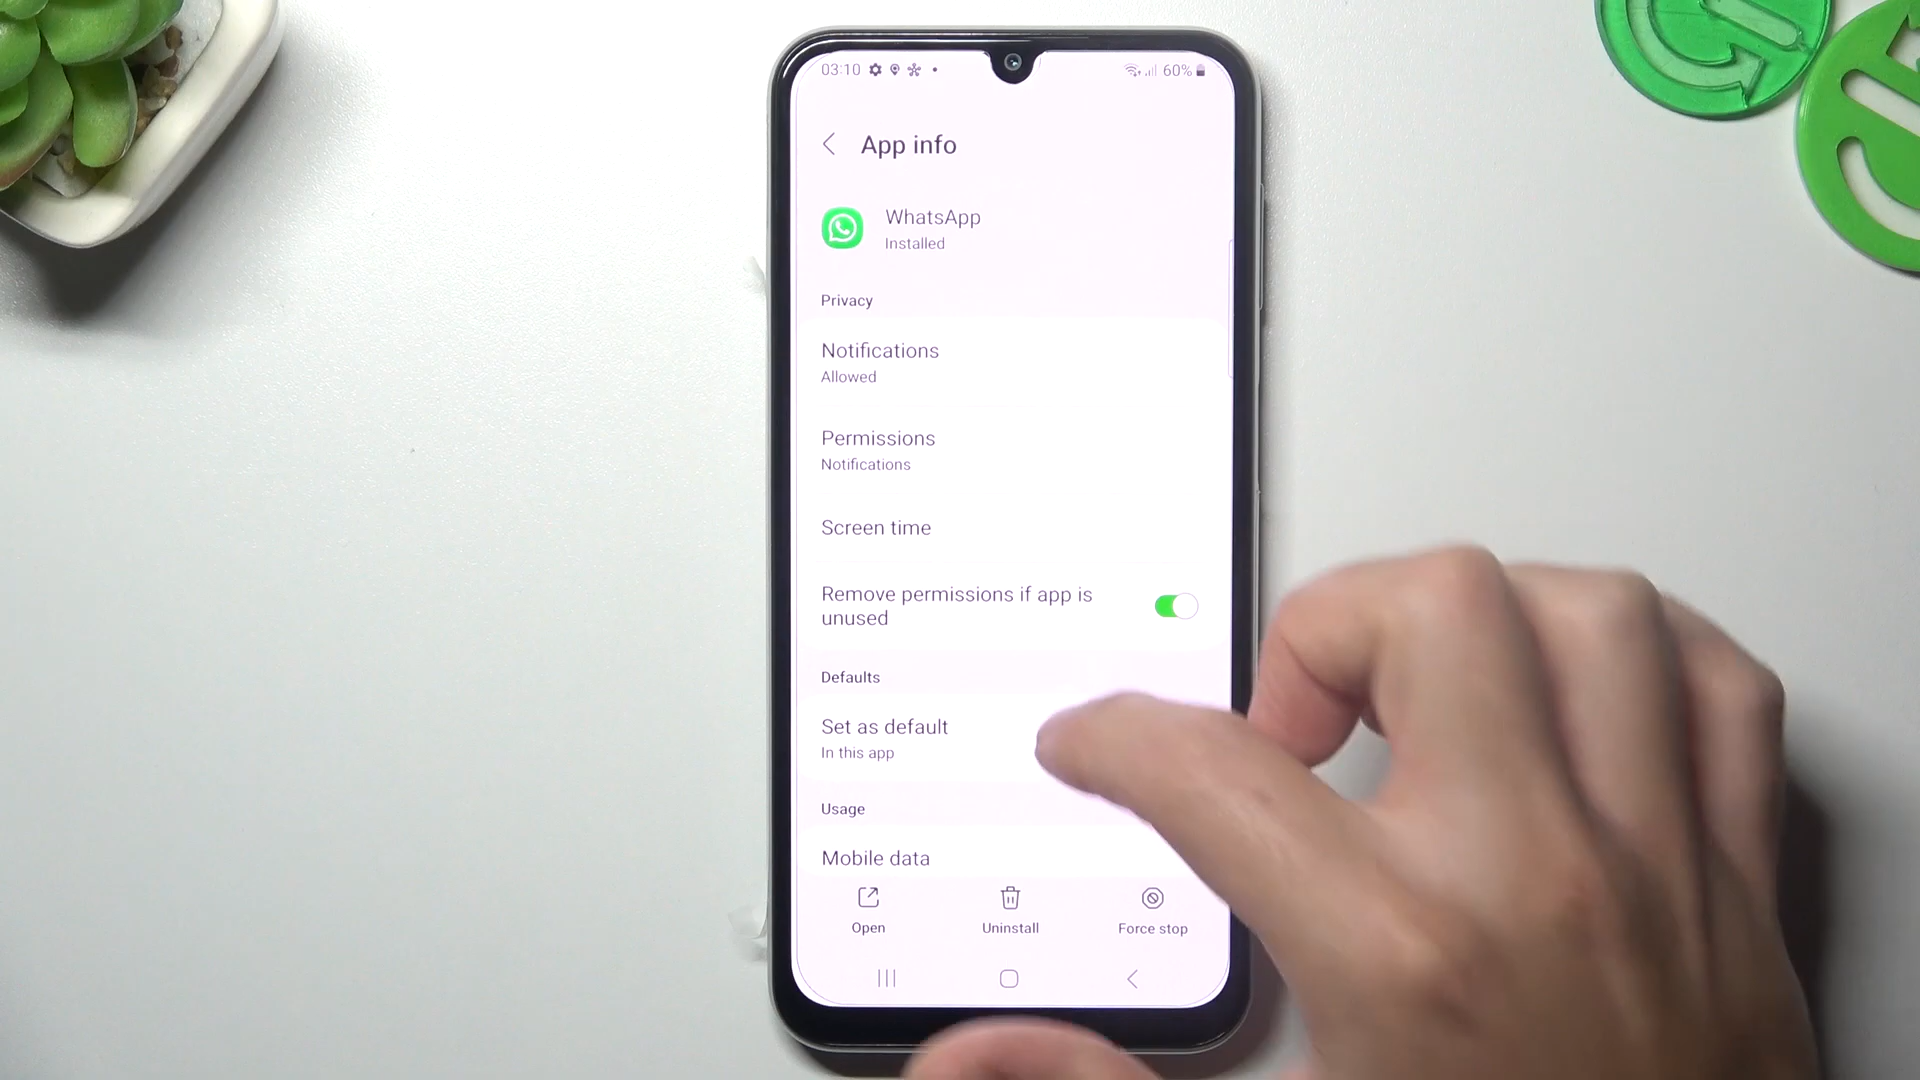 03:10
60%
App info
WhatsApp
Installed
Privacy
Notifications
Allowed
Permissions
Notifications
Screen time
Remove permissions if app is
unused
Defaults
Set as default
In this app
Usage
Mobile data
Open
Uninstall
Force stop